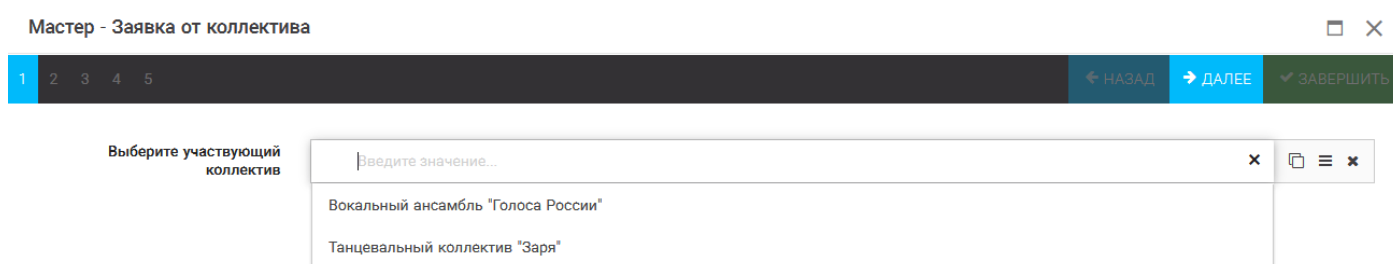 Мастер - Заявка от коллектива
1 2 3 4 5 НАЗАД ДАЛЕЕ ЗАВЕРШИТЬ
Выберите участвующий
коллектив
Введите значение...
Вокальный ансамбль "Голоса России"
Танцевальный коллектив "Заря"